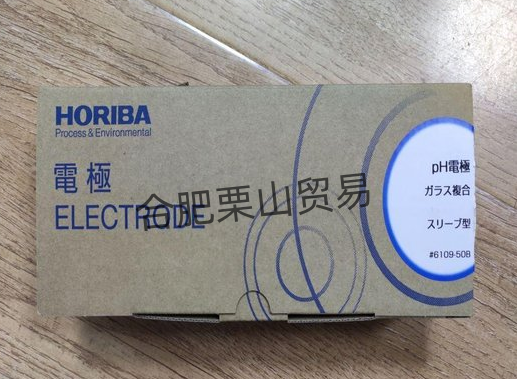 HORIBA
Process & Environmental
電極
ELECTRODE
合肥栗山贸易
pH電極
ガラス複合
スリーブ型
#6109-50B